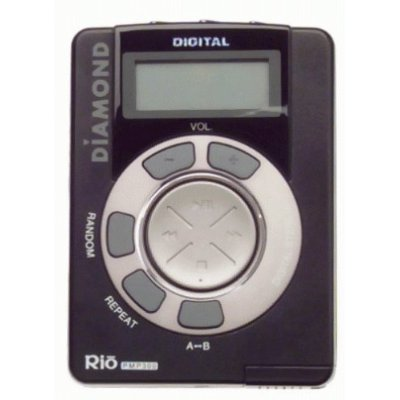 DIGITAL
DIAMOND
VOL.
- +
RANDOM
REPEAT
A↔B
Rio PMP300